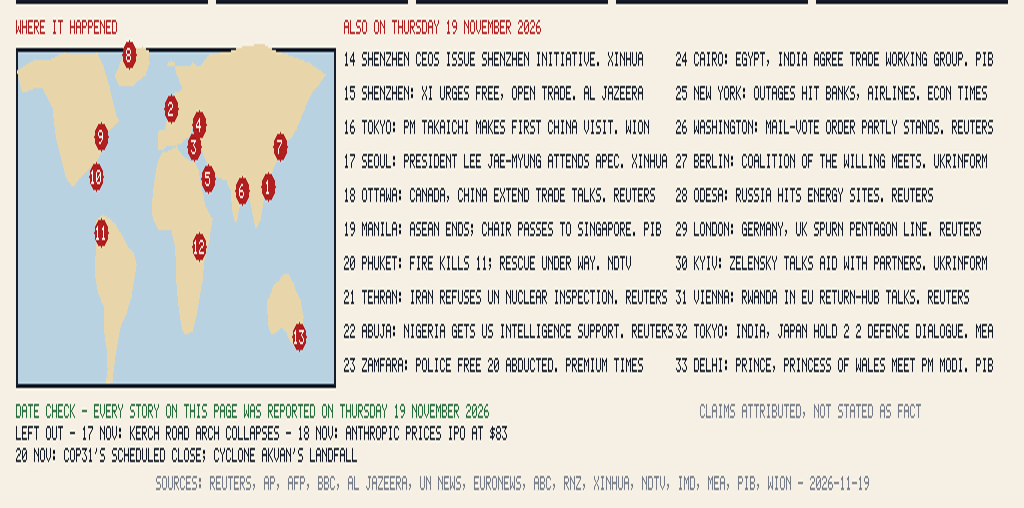 WHERE IT HAPPENED
8
2
4
9
3
7
10
5
6
1
11
12
13
ALSO ON THURSDAY 19 NOVEMBER 2026
14 SHENZHEN CEOS ISSUE SHENZHEN INITIATIVE. XINHUA
15 SHENZHEN: XI URGES FREE, OPEN TRADE. AL JAZEERA
16 TOKYO: PM TAKAICHI MAKES FIRST CHINA VISIT. WION
17 SEOUL: PRESIDENT LEE JAE-MYUNG ATTENDS APEC. XINHUA
18 OTTAWA: CANADA, CHINA EXTEND TRADE TALKS. REUTERS
19 MANILA: ASEAN ENDS; CHAIR PASSES TO SINGAPORE. PIB
20 PHUKET: FIRE KILLS 11; RESCUE UNDER WAY. NDTV
21 TEHRAN: IRAN REFUSES UN NUCLEAR INSPECTION. REUTERS
22 ABUJA: NIGERIA GETS US INTELLIGENCE SUPPORT. REUTERS
23 ZAMFARA: POLICE FREE 20 ABDUCTED. PREMIUM TIMES
24 CAIRO: EGYPT, INDIA AGREE TRADE WORKING GROUP. PIB
25 NEW YORK: OUTAGES HIT BANKS, AIRLINES. ECON TIMES
26 WASHINGTON: MAIL-VOTE ORDER PARTLY STANDS. REUTERS
27 BERLIN: COALITION OF THE WILLING MEETS. UKRINFORM
28 ODESA: RUSSIA HITS ENERGY SITES. REUTERS
29 LONDON: GERMANY, UK SPURN PENTAGON LINE. REUTERS
30 KYIV: ZELENSKY TALKS AID WITH PARTNERS. UKRINFORM
31 VIENNA: RWANDA IN EU RETURN-HUB TALKS. REUTERS
32 TOKYO: INDIA, JAPAN HOLD 2 2 DEFENCE DIALOGUE. MEA
33 DELHI: PRINCE, PRINCESS OF WALES MEET PM MODI. PIB
DATE CHECK - EVERY STORY ON THIS PAGE WAS REPORTED ON THURSDAY 19 NOVEMBER 2026
CLAIMS ATTRIBUTED, NOT STATED AS FACT
LEFT OUT - 17 NOV: KERCH ROAD ARCH COLLAPSES - 18 NOV: ANTHROPIC PRICES IPO AT $83
20 NOV: COP31'S SCHEDULED CLOSE; CYCLONE AKVAN'S LANDFALL
SOURCES: REUTERS, AP, AFP, BBC, AL JAZEERA, UN NEWS, EURONEWS, ABC, RNZ, XINHUA, NDTV, IMD, MEA, PIB, WION - 2026-11-19